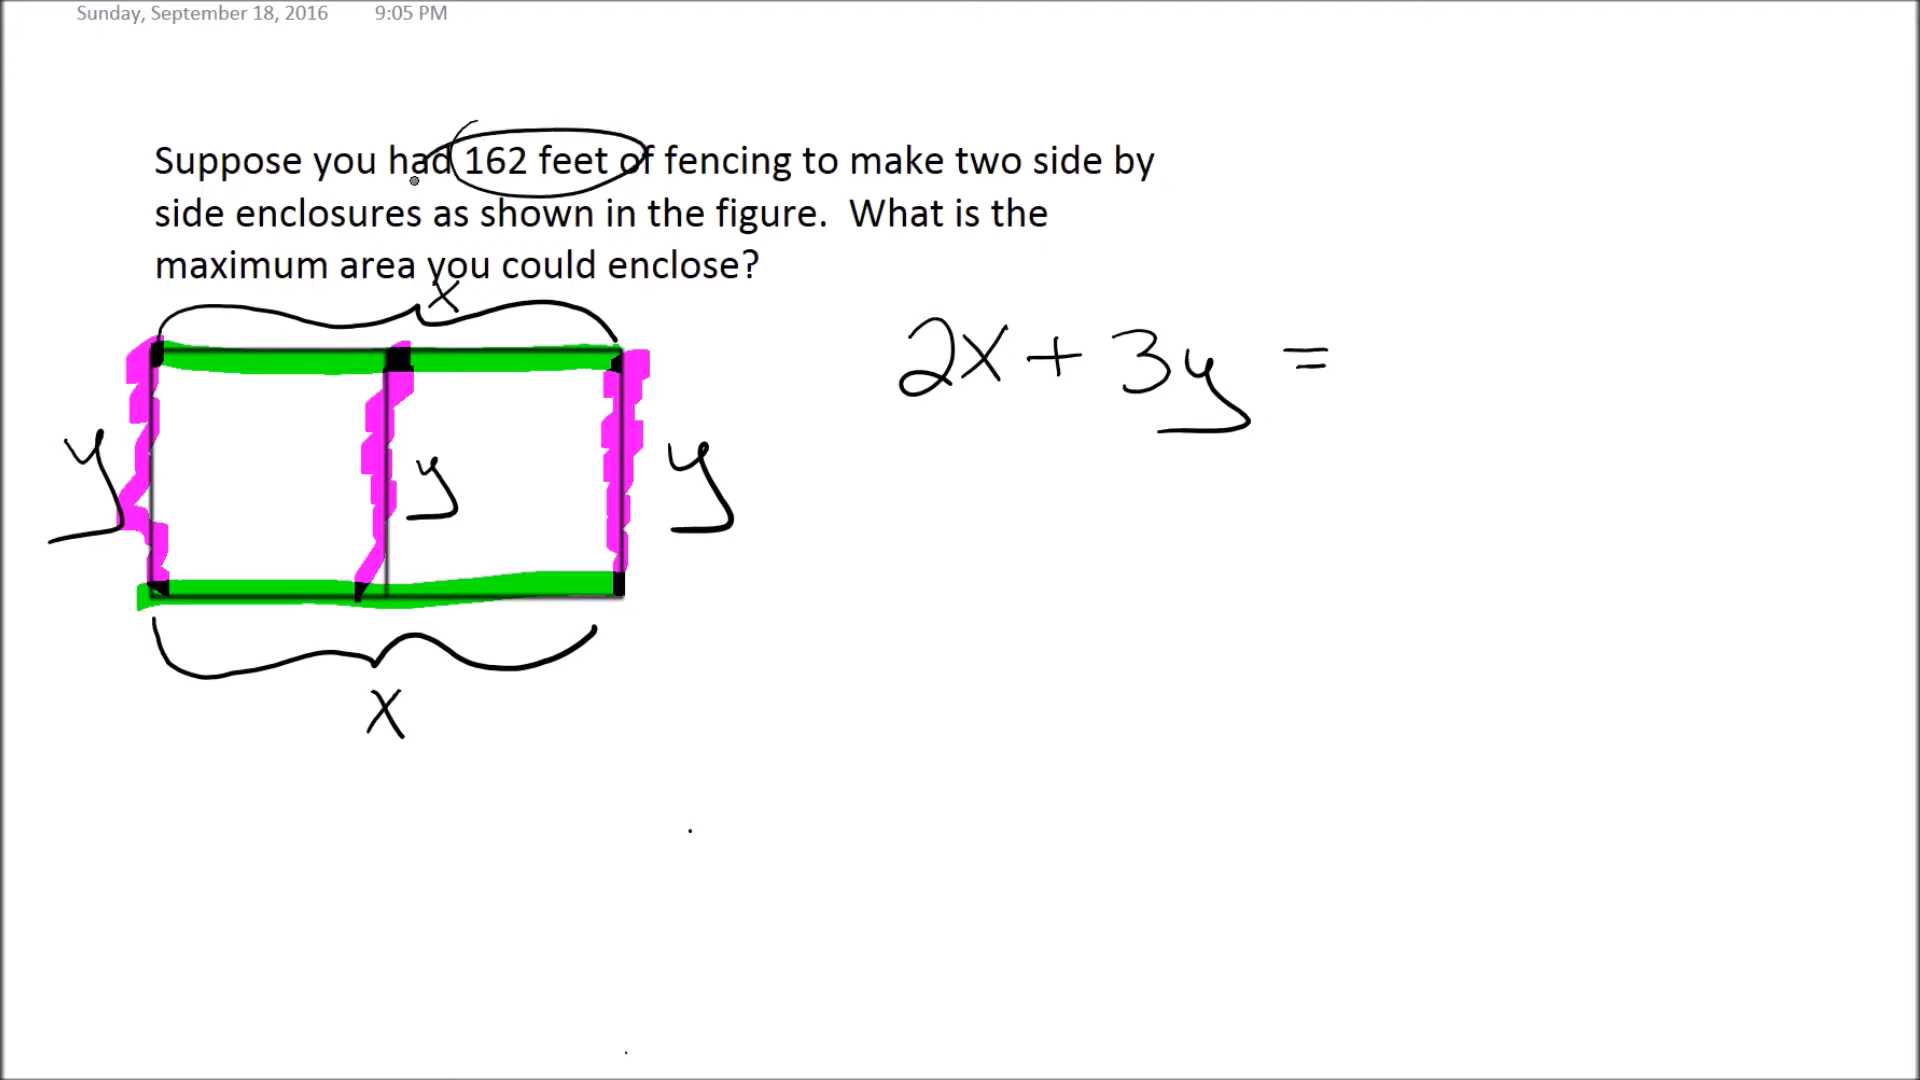 Sunday, September 18, 2016 9:05 PM
Suppose you had 162 feet of fencing to make two side by
side enclosures as shown in the figure. What is the
maximum area you could enclose?
x
2x + 3y =
y y y
x